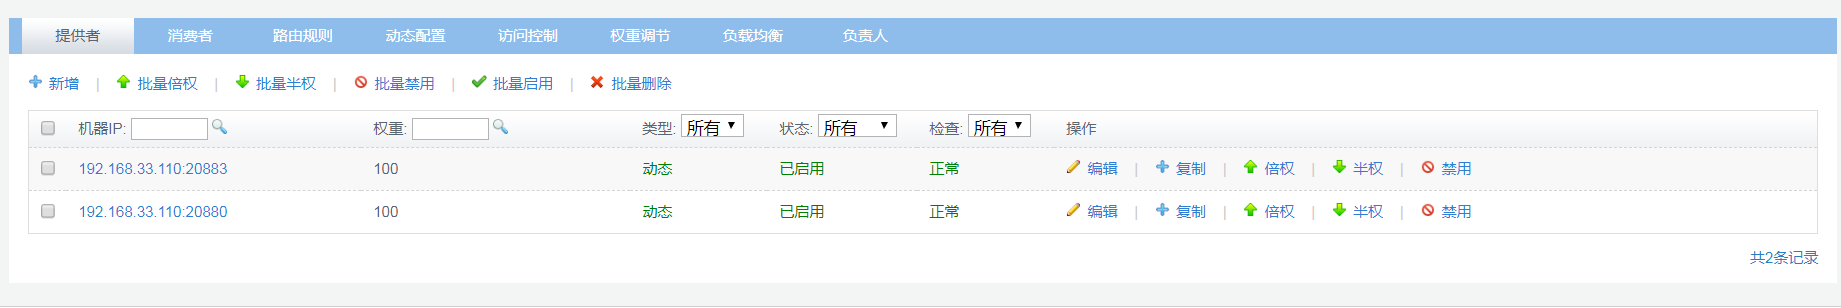 提供者 消费者 路由规则 动态配置 访问控制 权重调节 负载均衡 负责人
新增 | 批量倍权 | 批量半权 | 批量禁用 | 批量启用 | 批量删除
机器IP: 权重: 类型: 所有 状态: 所有 检查: 所有 操作
192.168.33.110:20883 100 动态 已启用 正常 编辑 | 复制 | 倍权 | 半权 | 禁用
192.168.33.110:20880 100 动态 已启用 正常 编辑 | 复制 | 倍权 | 半权 | 禁用
共2条记录